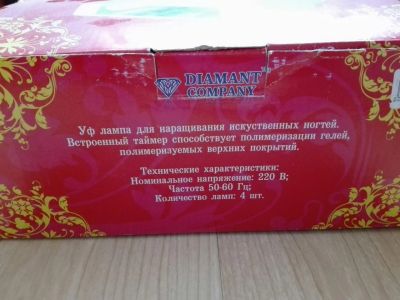 DIAMANT
COMPANY
Уф лампа для наращивания искуственных ногтей.
Встроенный таймер способствует полимеризации гелей,
полимеризуемых верхних покрытий.
Технические характеристики:
Номинальное напряжение: 220 В;
Частота 50-60 Гц;
Количество ламп: 4 шт.